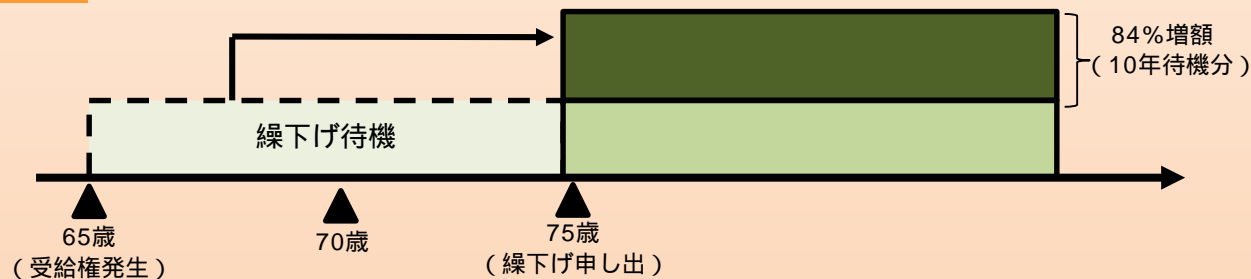 84%増額
(10年待機分)
繰下げ待機
65歳
(受給権発生)
70歳
75歳
(繰下げ申し出)